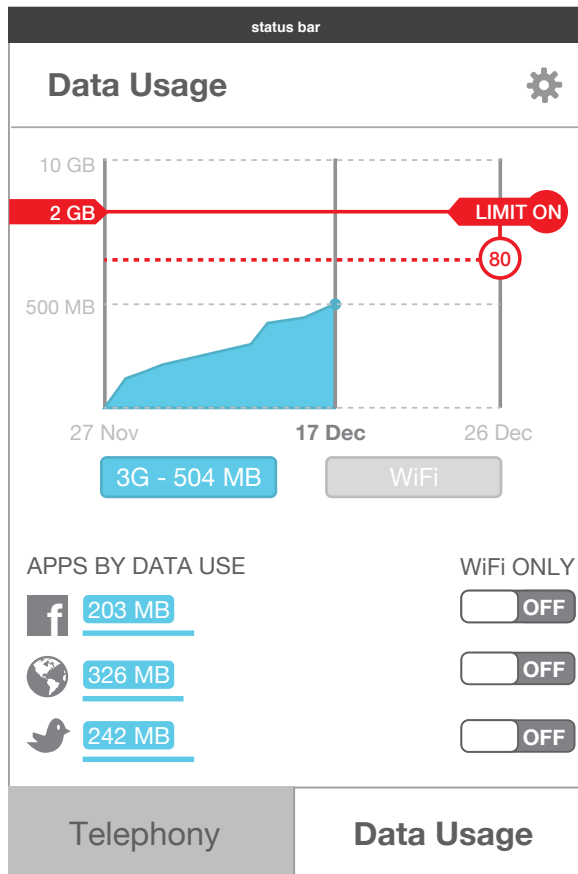 status bar
Data Usage
10 GB
2 GB
LIMIT ON
80
500 MB
27 Nov
17 Dec
26 Dec
3G - 504 MB
WiFi
APPS BY DATA USE
WiFi ONLY
f
203 MB
OFF
326 MB
OFF
242 MB
OFF
Telephony
Data Usage